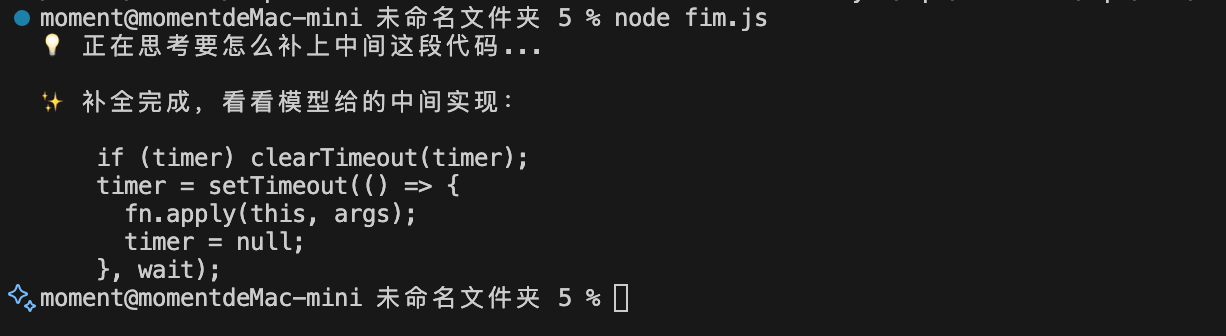 moment@momentdeMac-mini 未命名文件夹 5 % node fim.js
💡 正在思考要怎么补上中间这段代码...
✨ 补全完成，看看模型给的中间实现：
if (timer) clearTimeout(timer);
timer = setTimeout(() => {
fn.apply(this, args);
timer = null;
}, wait);
moment@momentdeMac-mini 未命名文件夹 5 %